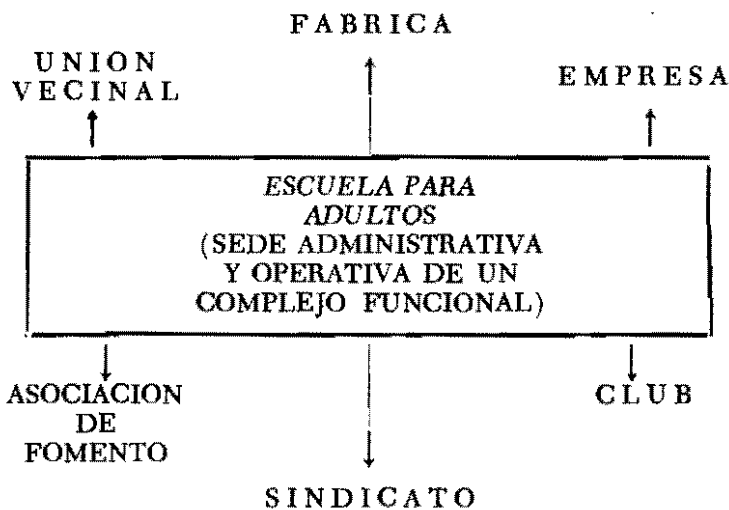 FABRICA
UNION
VECINAL
EMPRESA
ESCUELA PARA
ADULTOS
(SEDE ADMINISTRATIVA
Y OPERATIVA DE UN
COMPLEJO FUNCIONAL)
ASOCIACION
DE
FOMENTO
CLUB
SINDICATO